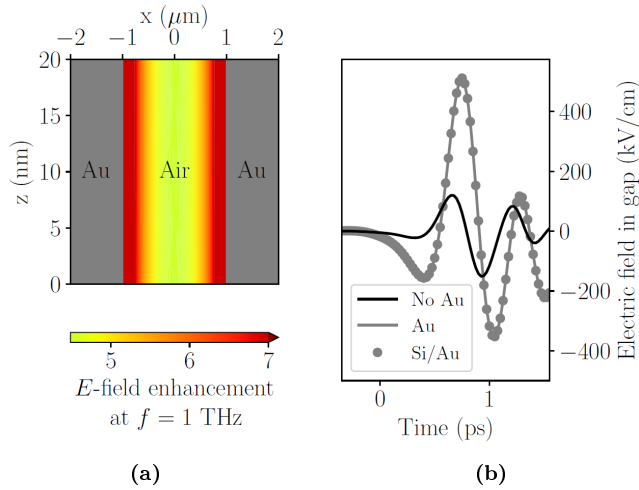 x (μm)
−2 −1 0 1 2
20
15
10
5
0
z (nm)
Au Air Au
5 6 7
E-field enhancement
at f = 1 THz
(a)
400
200
0
−200
−400
Electric field in gap (kV/cm)
No Au
Au
Si/Au
0 1
Time (ps)
(b)